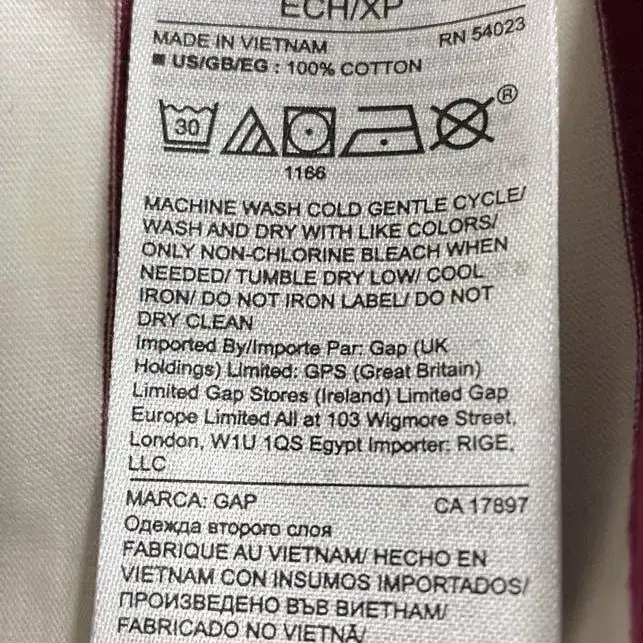 ECH/XP
MADE IN VIETNAM RN 54023
US/GB/EG : 100% COTTON
30
®
1166
MACHINE WASH COLD GENTLE CYCLE/
WASH AND DRY WITH LIKE COLORS/
ONLY NON-CHLORINE BLEACH WHEN
NEEDED/ TUMBLE DRY LOW/ COOL
IRON/ DO NOT IRON LABEL/ DO NOT
DRY CLEAN
Imported By/Importe Par: Gap (UK
Holdings) Limited: GPS (Great Britain)
Limited Gap Stores (Ireland) Limited Gap
Europe Limited All at 103 Wigmore Street,
London, W1U 1QS Egypt Importer: RIGE,
LLC
MARCA: GAP CA 17897
Одежда второго слоя
FABRIQUE AU VIETNAM/ HECHO EN
VIETNAM CON INSUMOS IMPORTADOS/
ПРОИЗВЕДЕНО ВЪВ ВИЕТНАМ/
FABRICADO NO VIETNÃ/